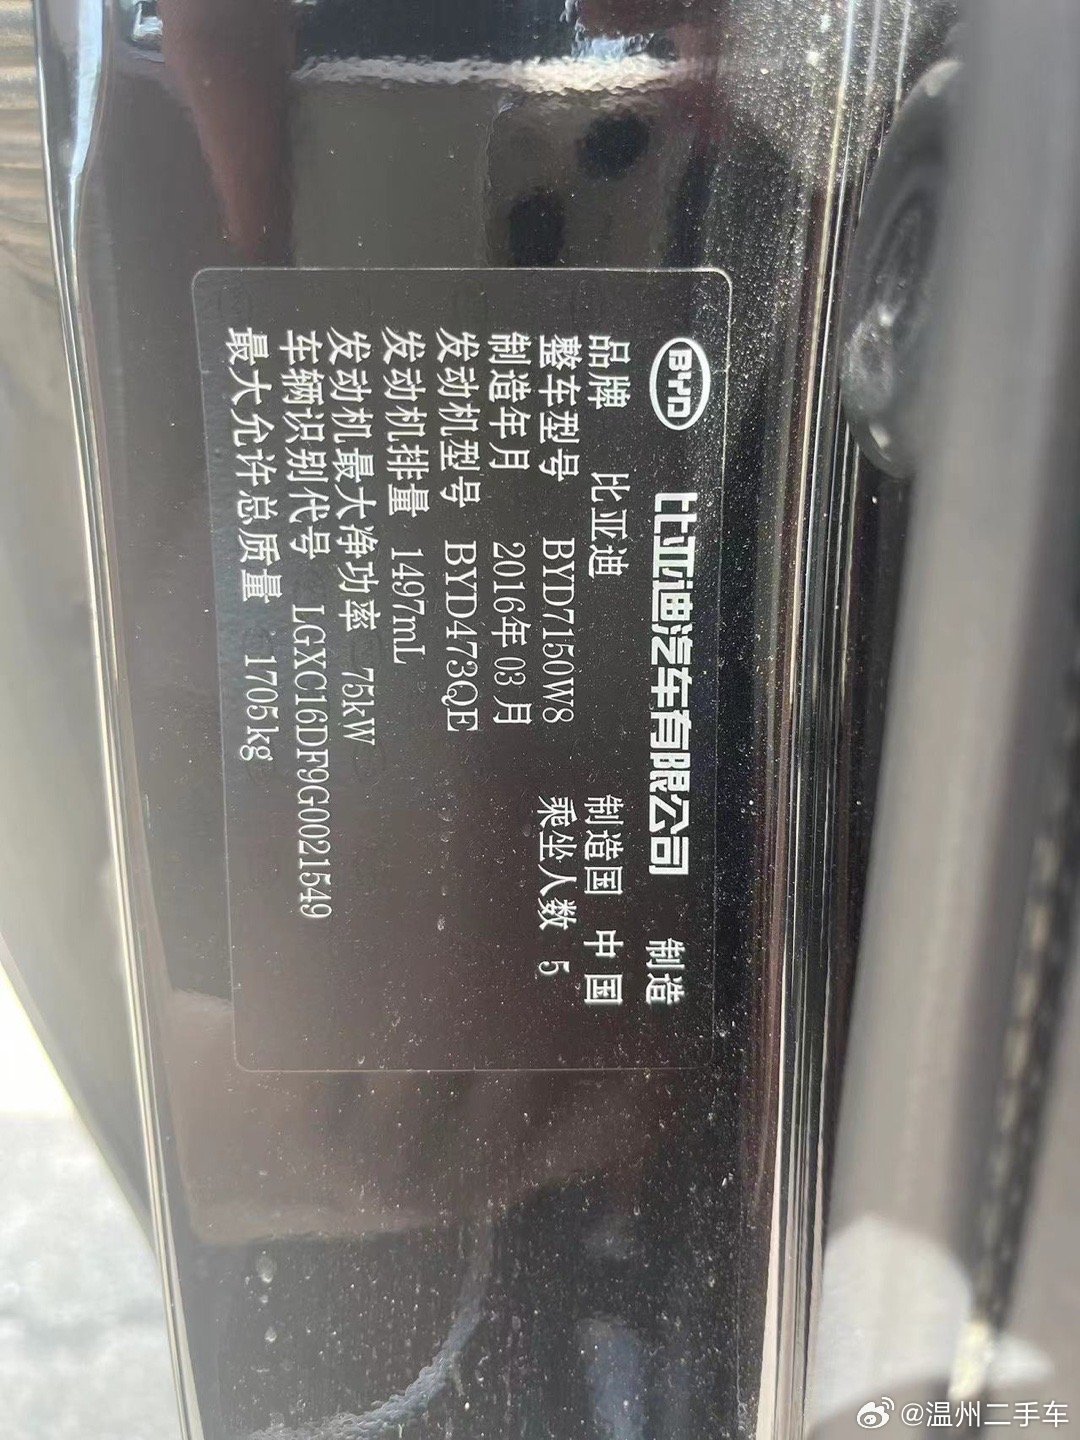 BYD 比亚迪汽车有限公司 制造
品牌 比亚迪 制造国 中国
整车型号 BYD7150W8 乘坐人数 5
制造年月 2016年03月
发动机型号 BYD473QE
发动机排量 1497mL
发动机最大净功率 75kW
车辆识别代号 LGXC16DF9G0021549
最大允许总质量 1705kg
@温州二手车